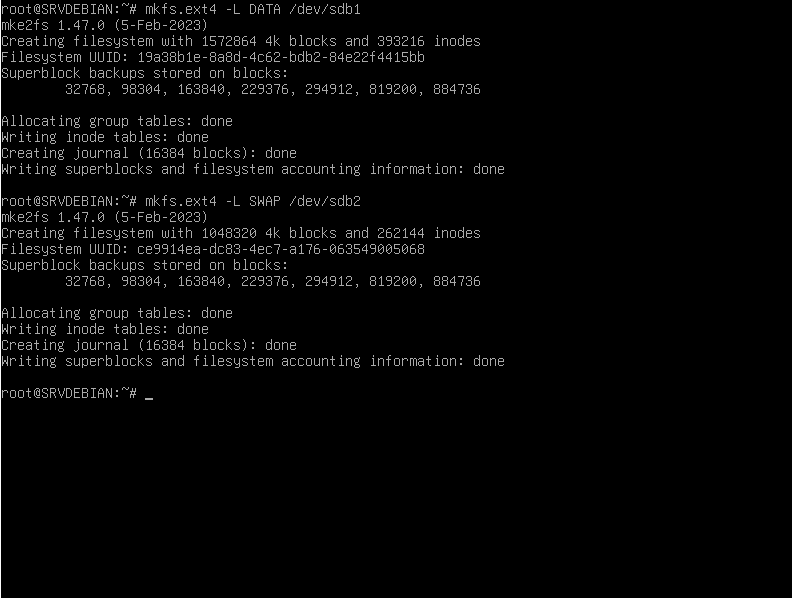 root@SRVDEBIAN:~# mkfs.ext4 -L DATA /dev/sdb1
mke2fs 1.47.0 (5-Feb-2023)
Creating filesystem with 1572864 4k blocks and 393216 inodes
Filesystem UUID: 19a38b1e-8a8d-4c62-bdb2-84e22f4415bb
Superblock backups stored on blocks:
        32768, 98304, 163840, 229376, 294912, 819200, 884736

Allocating group tables: done
Writing inode tables: done
Creating journal (16384 blocks): done
Writing superblocks and filesystem accounting information: done

root@SRVDEBIAN:~# mkfs.ext4 -L SWAP /dev/sdb2
mke2fs 1.47.0 (5-Feb-2023)
Creating filesystem with 1048320 4k blocks and 262144 inodes
Filesystem UUID: ce9914ea-dc83-4ec7-a176-063549005068
Superblock backups stored on blocks:
        32768, 98304, 163840, 229376, 294912, 819200, 884736

Allocating group tables: done
Writing inode tables: done
Creating journal (16384 blocks): done
Writing superblocks and filesystem accounting information: done

root@SRVDEBIAN:~# _